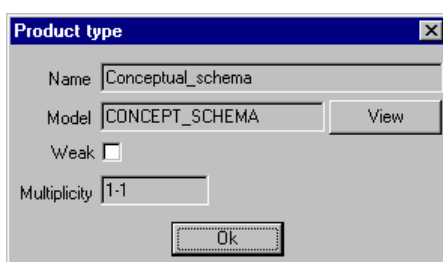 Product type
Name Conceptual_schema
Model CONCEPT_SCHEMA View
Weak
Multiplicity 1-1
Ok